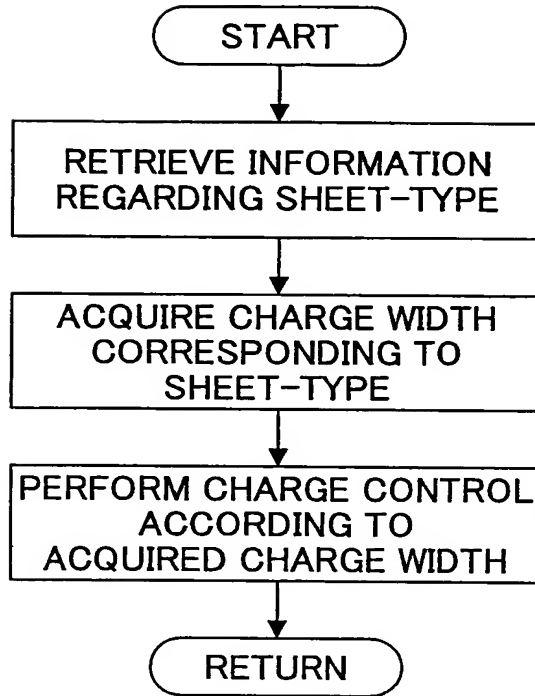 START
RETRIEVE INFORMATION
REGARDING SHEET-TYPE
ACQUIRE CHARGE WIDTH
CORRESPONDING TO
SHEET-TYPE
PERFORM CHARGE CONTROL
ACCORDING TO
ACQUIRED CHARGE WIDTH
RETURN